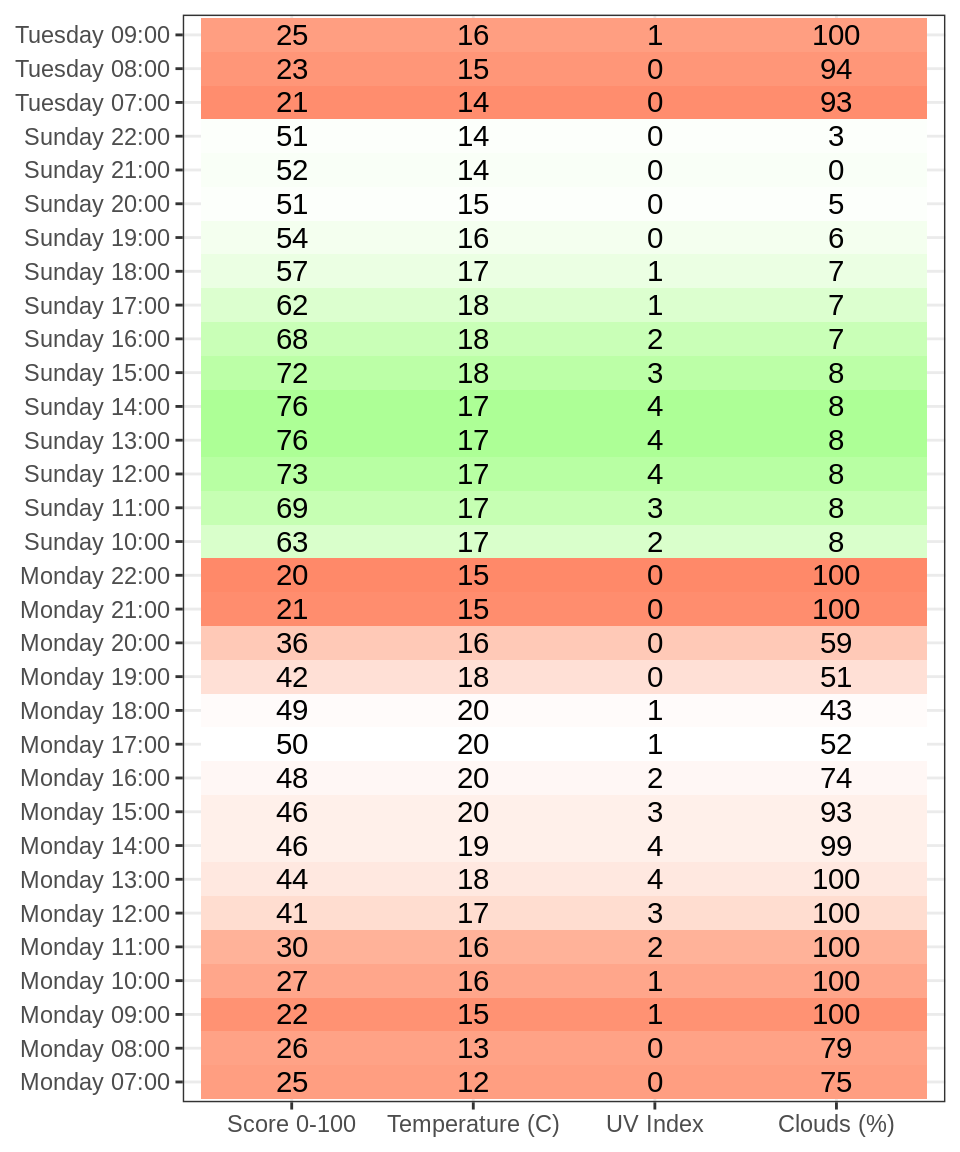 Tuesday 09:00 25 16 1 100
Tuesday 08:00 23 15 0 94
Tuesday 07:00 21 14 0 93
Sunday 22:00 51 14 0 3
Sunday 21:00 52 14 0 0
Sunday 20:00 51 15 0 5
Sunday 19:00 54 16 0 6
Sunday 18:00 57 17 1 7
Sunday 17:00 62 18 1 7
Sunday 16:00 68 18 2 7
Sunday 15:00 72 18 3 8
Sunday 14:00 76 17 4 8
Sunday 13:00 76 17 4 8
Sunday 12:00 73 17 4 8
Sunday 11:00 69 17 3 8
Sunday 10:00 63 17 2 8
Monday 22:00 20 15 0 100
Monday 21:00 21 15 0 100
Monday 20:00 36 16 0 59
Monday 19:00 42 18 0 51
Monday 18:00 49 20 1 43
Monday 17:00 50 20 1 52
Monday 16:00 48 20 2 74
Monday 15:00 46 20 3 93
Monday 14:00 46 19 4 99
Monday 13:00 44 18 4 100
Monday 12:00 41 17 3 100
Monday 11:00 30 16 2 100
Monday 10:00 27 16 1 100
Monday 09:00 22 15 1 100
Monday 08:00 26 13 0 79
Monday 07:00 25 12 0 75
Score 0-100 Temperature (C) UV Index Clouds (%)